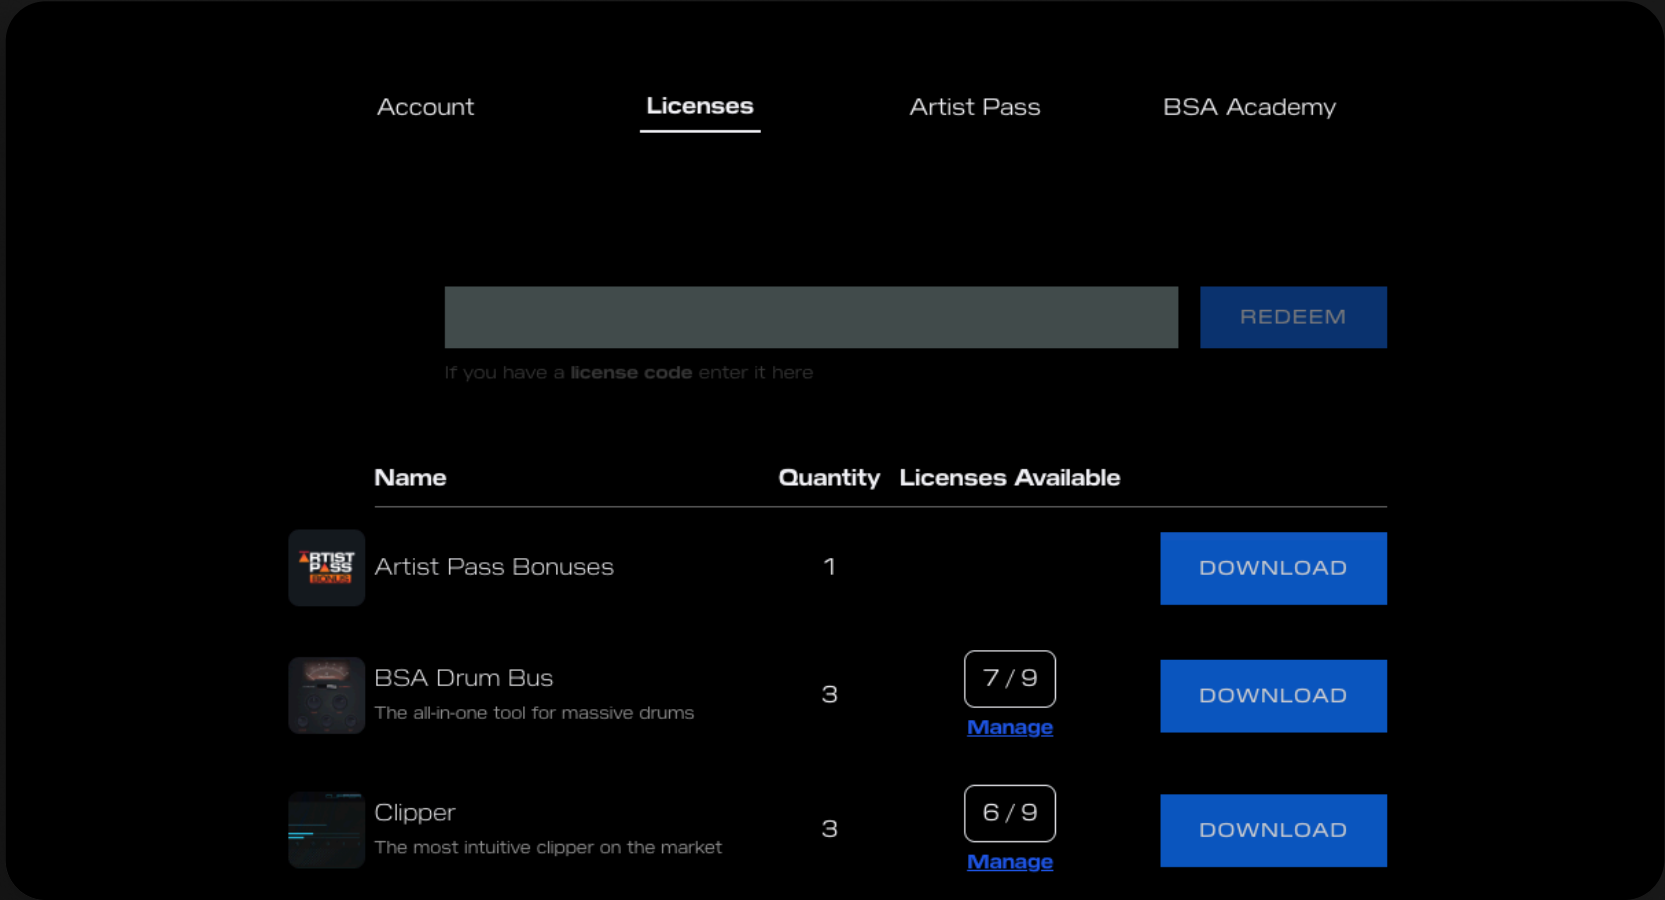 Account
Licenses
Artist Pass
BSA Academy
REDEEM
If you have a license code enter it here
Name
Quantity
Licenses Available
ARTIST
PASS
BONUS
Artist Pass Bonuses
1
DOWNLOAD
BSA Drum Bus
The all-in-one tool for massive drums
3
7 / 9
Manage
DOWNLOAD
Clipper
The most intuitive clipper on the market
3
6 / 9
Manage
DOWNLOAD